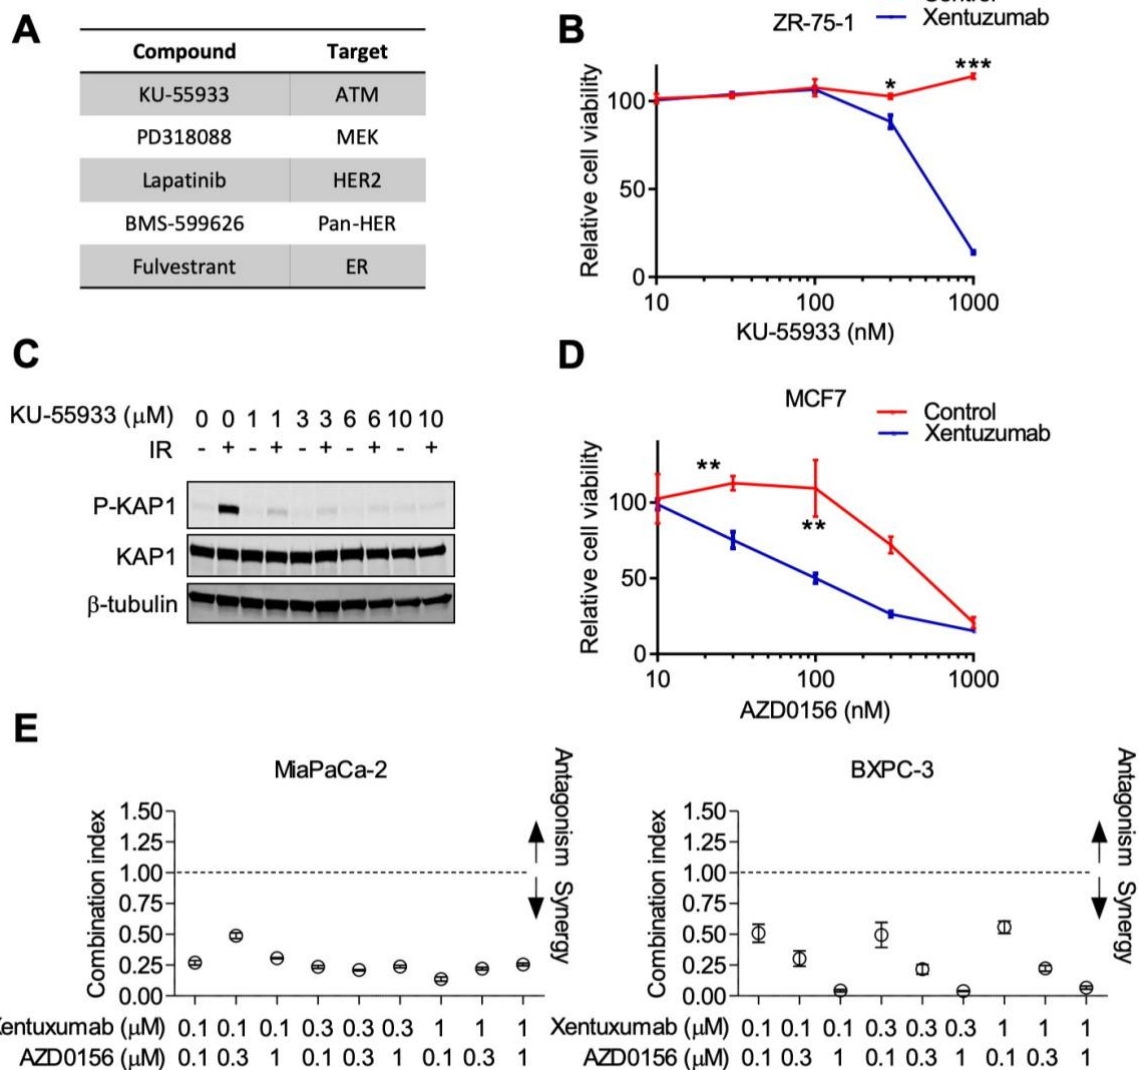 A
Compound Target
KU-55933 ATM
PD318088 MEK
Lapatinib HER2
BMS-599626 Pan-HER
Fulvestrant ER
B
ZR-75-1
Control
Xentuzumab
Relative cell viability
100
50
0
*
***
10 100 1000
KU-55933 (nM)
C
KU-55933 (μM) 0 0 1 1 3 3 6 6 10 10
IR - + - + - + - + - +
P-KAP1
KAP1
β-tubulin
D
MCF7
Control
Xentuzumab
Relative cell viability
100
50
0
**
**
10 100 1000
AZD0156 (nM)
E
MiaPaCa-2
Combination index
1.50
1.25
1.00
0.75
0.50
0.25
0.00
Antagonism
Synergy
entuxumab (μM) 0.1 0.1 0.1 0.3 0.3 0.3 1 1 1
AZD0156 (μM) 0.1 0.3 1 0.1 0.3 1 0.1 0.3 1
BXPC-3
Combination index
1.50
1.25
1.00
0.75
0.50
0.25
0.00
Antagonism
Synergy
Xentuxumab (μM) 0.1 0.1 0.1 0.3 0.3 0.3 1 1 1
AZD0156 (μM) 0.1 0.3 1 0.1 0.3 1 0.1 0.3 1